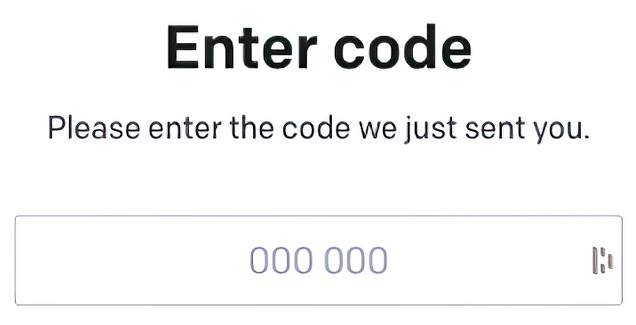 Enter code
Please enter the code we just sent you.
000 000